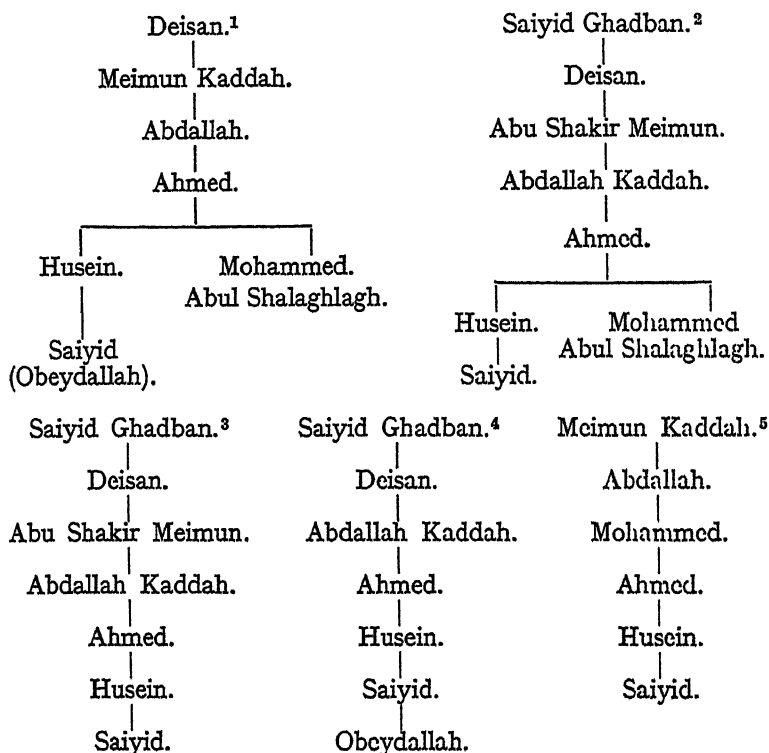 Deisan.¹
Meimun Kaddah.
Abdallah.
Ahmed.
Husein.
Mohammed.
Abul Shalaghlagh.
Saiyid
(Obeydallah).
Saiyid Ghadban.²
Deisan.
Abu Shakir Meimun.
Abdallah Kaddah.
Ahmed.
Husein.
Mohammed
Abul Shalaghlagh.
Saiyid.
Saiyid Ghadban.³
Deisan.
Abu Shakir Meimun.
Abdallah Kaddah.
Ahmed.
Husein.
Saiyid.
Saiyid Ghadban.⁴
Deisan.
Abdallah Kaddah.
Ahmed.
Husein.
Saiyid.
Obeydallah.
Meimun Kaddah.⁵
Abdallah.
Mohammed.
Ahmed.
Husein.
Saiyid.